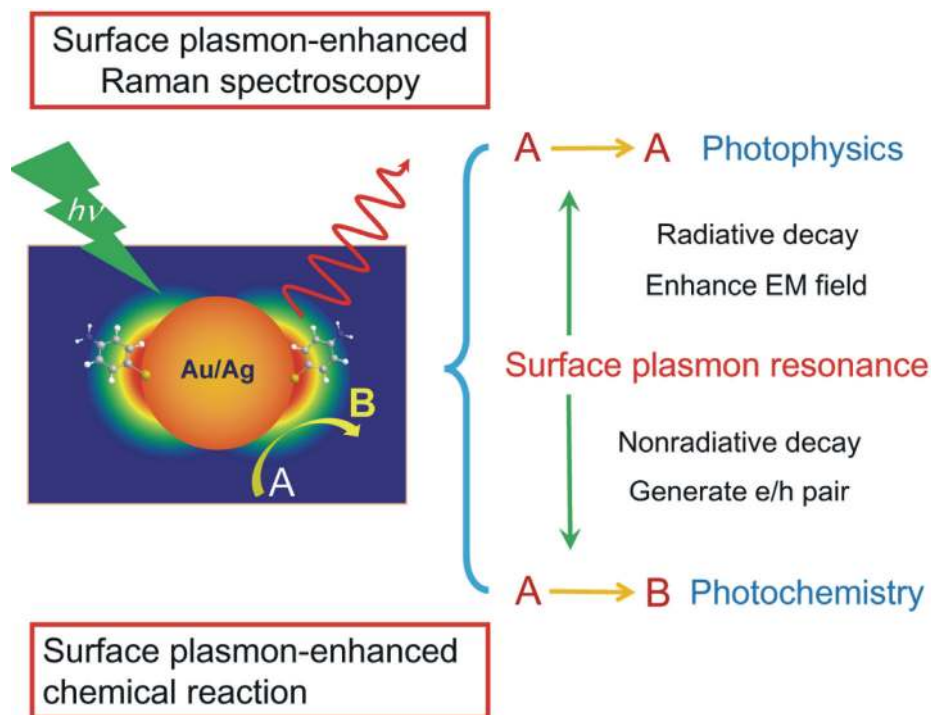 Surface plasmon-enhanced
Raman spectroscopy
hν
Au/Ag
A
B
A → A Photophysics
Radiative decay
Enhance EM field
Surface plasmon resonance
Nonradiative decay
Generate e/h pair
A → B Photochemistry
Surface plasmon-enhanced
chemical reaction